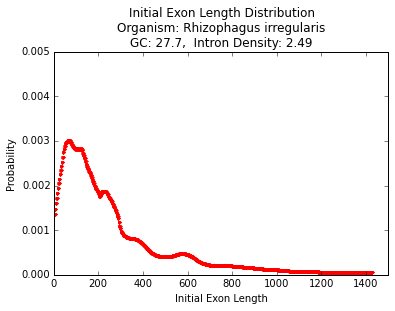 Initial Exon Length Distribution
Organism: Rhizophagus irregularis
GC: 27.7,  Intron Density: 2.49
0.005
0.004
0.003
0.002
0.001
0.000
Probability
0 200 400 600 800 1000 1200 1400
Initial Exon Length